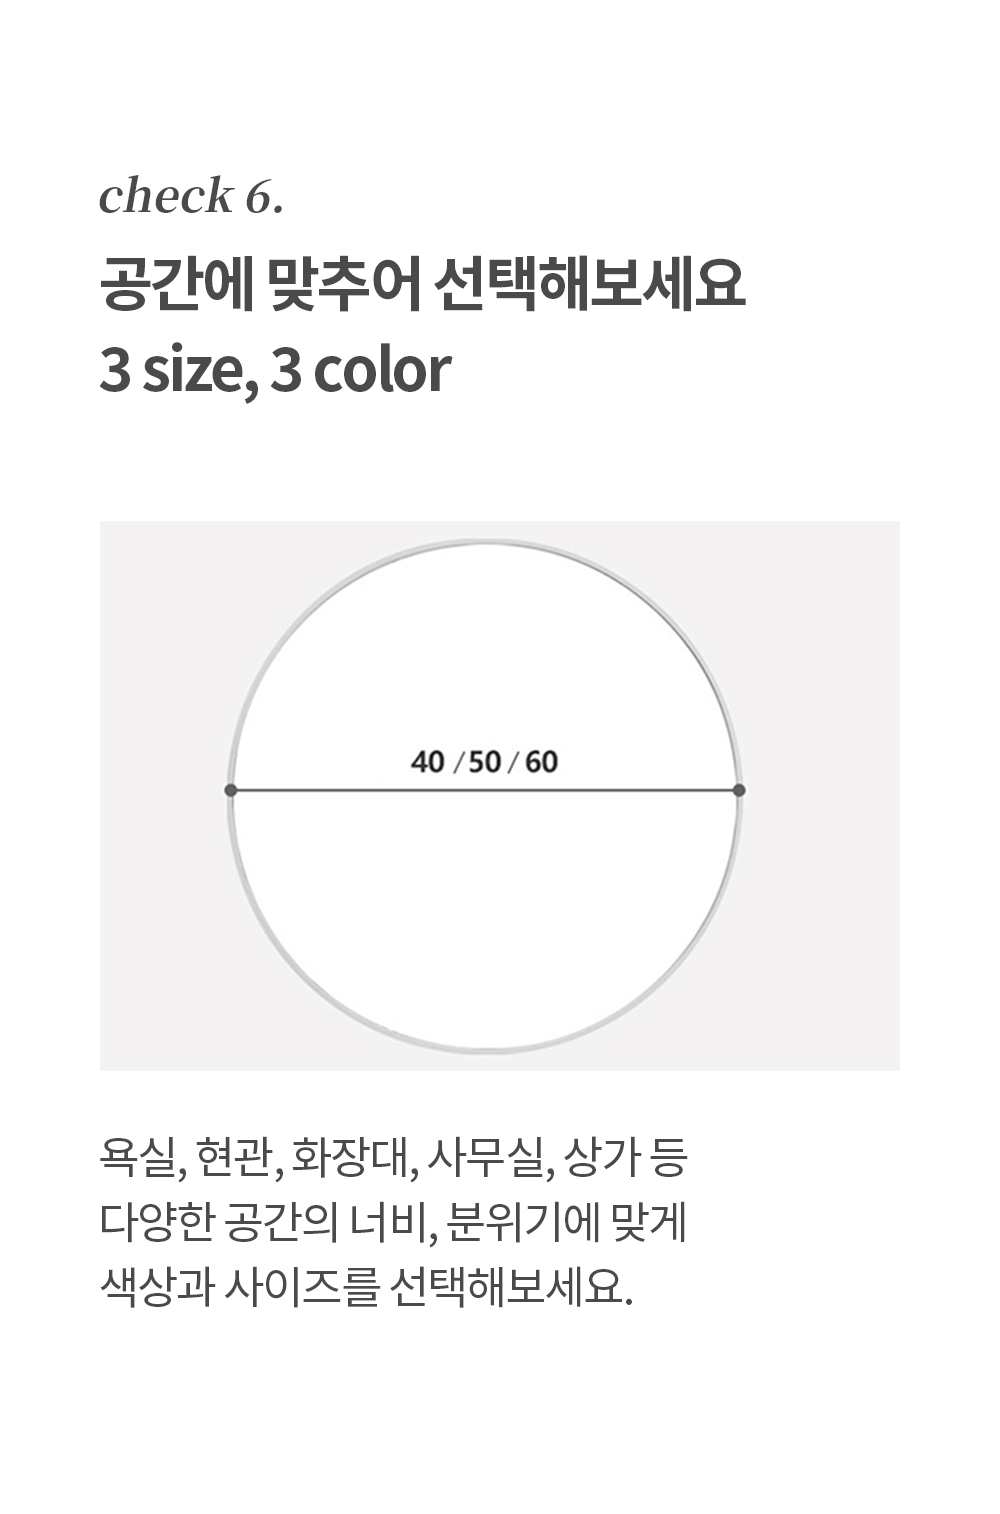 check 6.
공간에 맞추어 선택해보세요
3 size, 3 color
40 / 50 / 60
욕실, 현관, 화장대, 사무실, 상가 등
다양한 공간의 너비, 분위기에 맞게
색상과 사이즈를 선택해보세요.